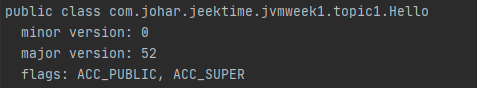 public class com.johar.jeektime.jvmweek1.topic1.Hello
minor version: 0
major version: 52
flags: ACC_PUBLIC, ACC_SUPER